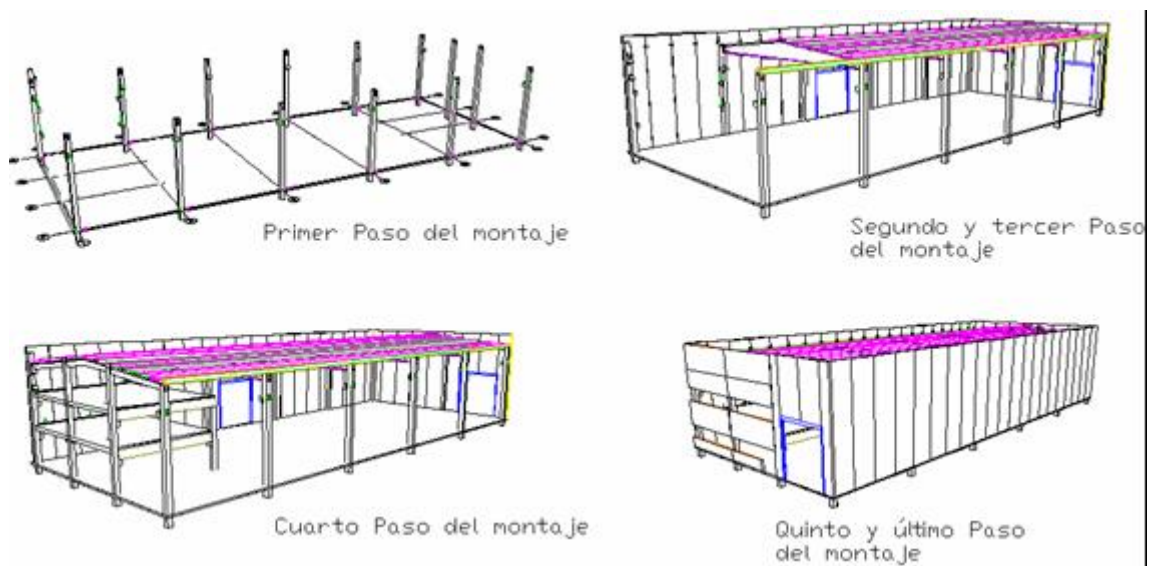 Primer Paso del montaje
Segundo y tercer Paso
del montaje
Cuarto Paso del montaje
Quinto y último Paso
del montaje